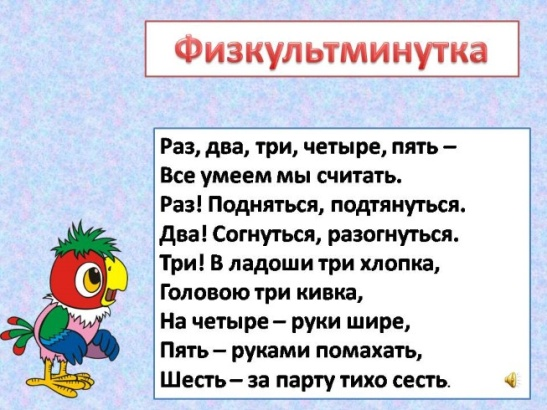 Физкультминутка
Раз, два, три, четыре, пять –
Все умеем мы считать.
Раз! Подняться, подтянуться.
Два! Согнуться, разогнуться.
Три! В ладоши три хлопка,
Головою три кивка,
На четыре – руки шире,
Пять – руками помахать,
Шесть – за парту тихо сесть.